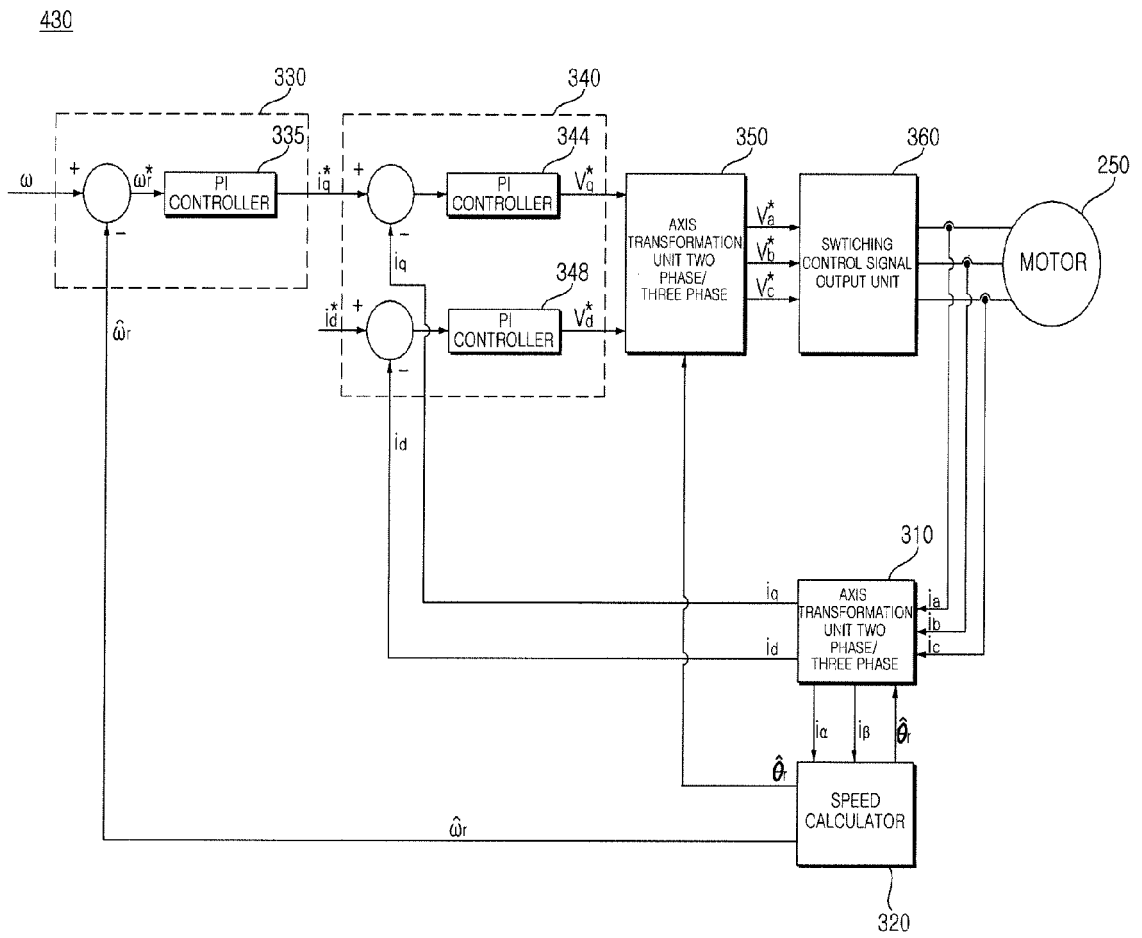 430
330
335
340
344
350
360
250
ω
+
−
ω̂r
ωr*
PI
CONTROLLER
iq*
+
−
iq
PI
CONTROLLER
Vq*
id*
+
−
id
348
PI
CONTROLLER
Vd*
AXIS
TRANSFORMATION
UNIT TWO
PHASE/
THREE PHASE
Va*
Vb*
Vc*
SWTICHING
CONTROL SIGNAL
OUTPUT UNIT
MOTOR
310
iq
id
AXIS
TRANSFORMATION
UNIT TWO
PHASE/
THREE PHASE
ia
ib
ic
iα
iβ
θ̂r
θ̂r
ω̂r
SPEED
CALCULATOR
320